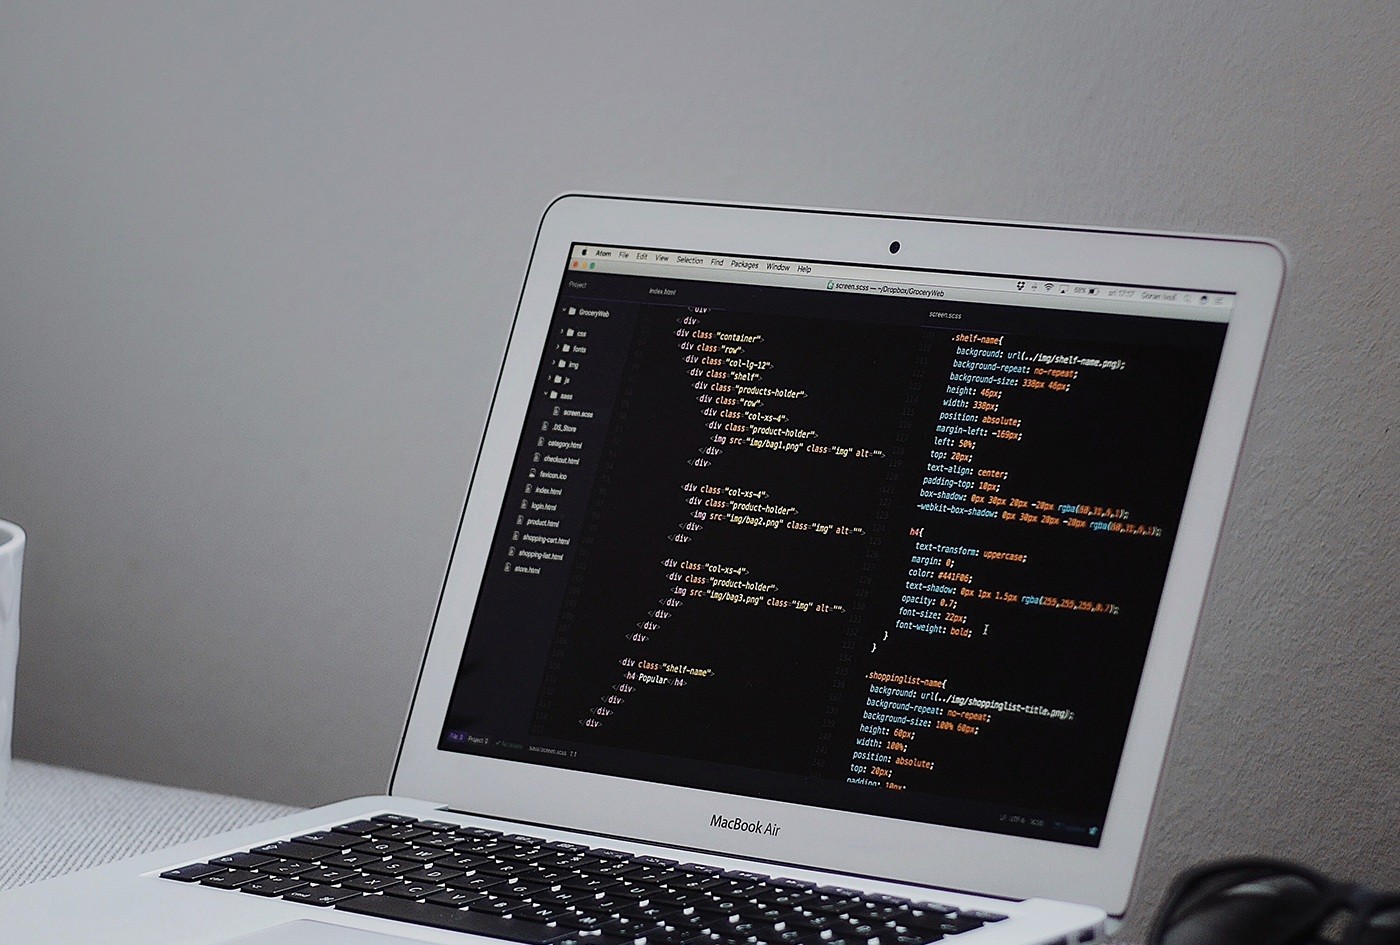 Atom File Edit View Selection Find Packages Window Help
screen.scss — ~/Dropbox/GroceryWeb
Project
GroceryWeb
css
fonts
img
js
sass
screen.scss
.DS_Store
category.html
checkout.html
favicon.ico
index.html
login.html
product.html
shopping-cart.html
shopping-list.html
store.html
index.html
</div>
</div>
<div class="container">
<div class="row">
<div class="col-lg-12">
<div class="shelf">
<div class="products-holder">
<div class="row">
<div class="col-xs-4">
<div class="product-holder">
<img src="img/bag1.png" class="img" alt="">
</div>
</div>
<div class="col-xs-4">
<div class="product-holder">
<img src="img/bag2.png" class="img" alt="">
</div>
</div>
<div class="col-xs-4">
<div class="product-holder">
<img src="img/bag3.png" class="img" alt="">
</div>
</div>
</div>
</div>
<div class="shelf-name">
<h4>Popular</h4>
</div>
</div>
</div>
</div>
screen.scss
.shelf-name{
background: url(../img/shelf-name.png);
background-repeat: no-repeat;
background-size: 338px 46px;
height: 46px;
width: 338px;
position: absolute;
margin-left: -169px;
left: 50%;
top: 20px;
text-align: center;
padding-top: 10px;
box-shadow: 0px 30px 20px -20px
-webkit-box-shadow: 0px 30px 20px -20px
h4{
text-transform: uppercase;
margin: 0;
color: #441F06;
text-shadow: 0px 1px 1.5px rgba(255,255,255,0.7);
opacity: 0.7;
font-size: 22px;
font-weight: bold;
}
}
.shoppinglist-name{
background: url(../img/shoppinglist-title.png);
background-repeat: no-repeat;
background-size: 100% 60px;
height: 60px;
width: 100%;
position: absolute;
top: 20px;
padding: 10px;
File 0 Project 0 sass/screen.scss 1:1
MacBook Air